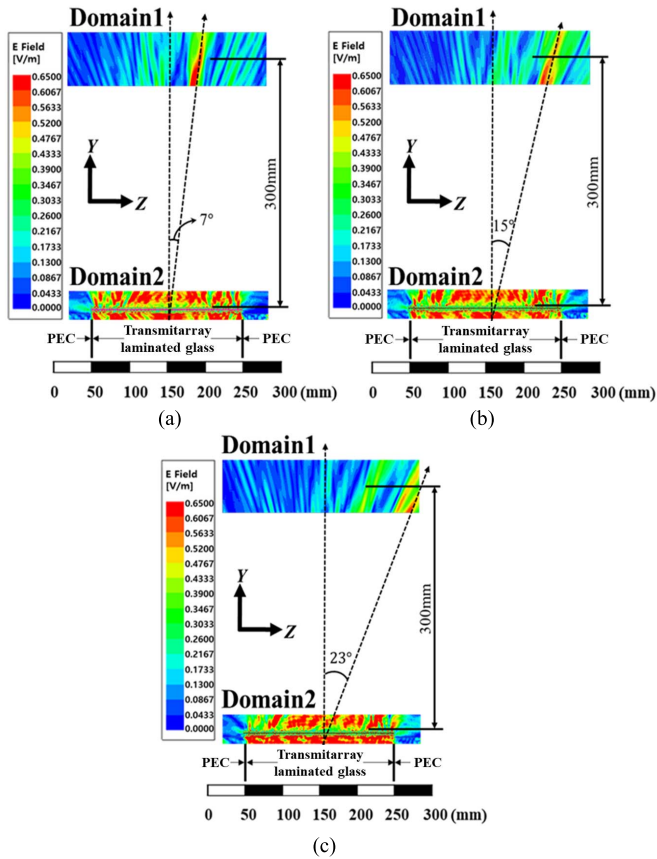 Domain1
E Field
[V/m]
0.6500
0.6067
0.5633
0.5200
0.4767
0.4333
0.3900
0.3467
0.3033
0.2600
0.2167
0.1733
0.1300
0.0867
0.0433
0.0000
Y
Z
300mm
7°
Domain2
PEC
Transmitarray
laminated glass
PEC
0 50 100 150 200 250 300 (mm)
(a)
Domain1
E Field
[V/m]
0.6500
0.6067
0.5633
0.5200
0.4767
0.4333
0.3900
0.3467
0.3033
0.2600
0.2167
0.1733
0.1300
0.0867
0.0433
0.0000
Y
Z
300mm
15°
Domain2
PEC
Transmitarray
laminated glass
PEC
0 50 100 150 200 250 300 (mm)
(b)
Domain1
E Field
[V/m]
0.6500
0.6067
0.5633
0.5200
0.4767
0.4333
0.3900
0.3467
0.3033
0.2600
0.2167
0.1733
0.1300
0.0867
0.0433
0.0000
Y
Z
300mm
23°
Domain2
PEC
Transmitarray
laminated glass
PEC
0 50 100 150 200 250 300 (mm)
(c)